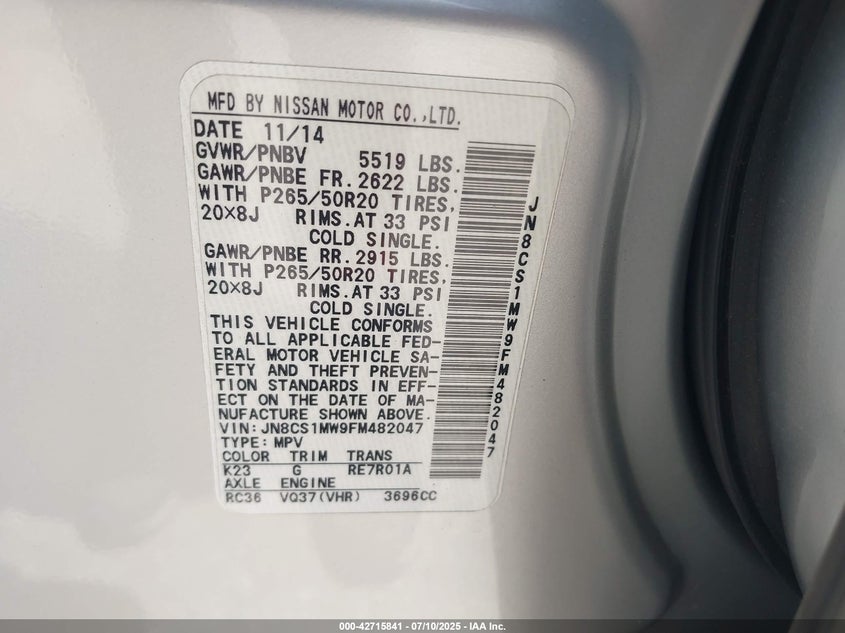 MFD BY NISSAN MOTOR CO.,LTD.
DATE 11/14
GVWR/PNBV 5519 LBS.
GAWR/PNBE FR. 2622 LBS.
WITH P265/50R20 TIRES,
20×8J RIMS.AT 33 PSI
COLD SINGLE.
GAWR/PNBE RR. 2915 LBS.
WITH P265/50R20 TIRES,
20×8J RIMS.AT 33 PSI
COLD SINGLE.
THIS VEHICLE CONFORMS
TO ALL APPLICABLE FED-
ERAL MOTOR VEHICLE SA-
FETY AND THEFT PREVEN-
TION STANDARDS IN EFF-
ECT ON THE DATE OF MA-
NUFACTURE SHOWN ABOVE.
VIN:JN8CS1MW9FM482047
TYPE:MPV
COLOR TRIM TRANS
K23 G RE7R01A
AXLE ENGINE
RC36 VQ37(VHR) 3696CC
JN8CS1MW9FM482047
000-42715841 / 07/10/2025 - IAA Inc.